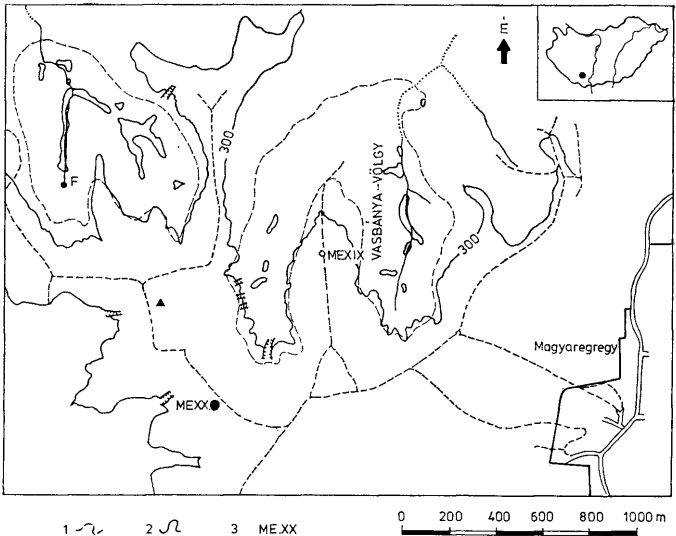 É
300
F
VASBÁNYA-VÖLGY
300
MEXIX
Magyaregregy
MEXX
1
2
3 ME.XX
0 200 400 600 800 1000 m